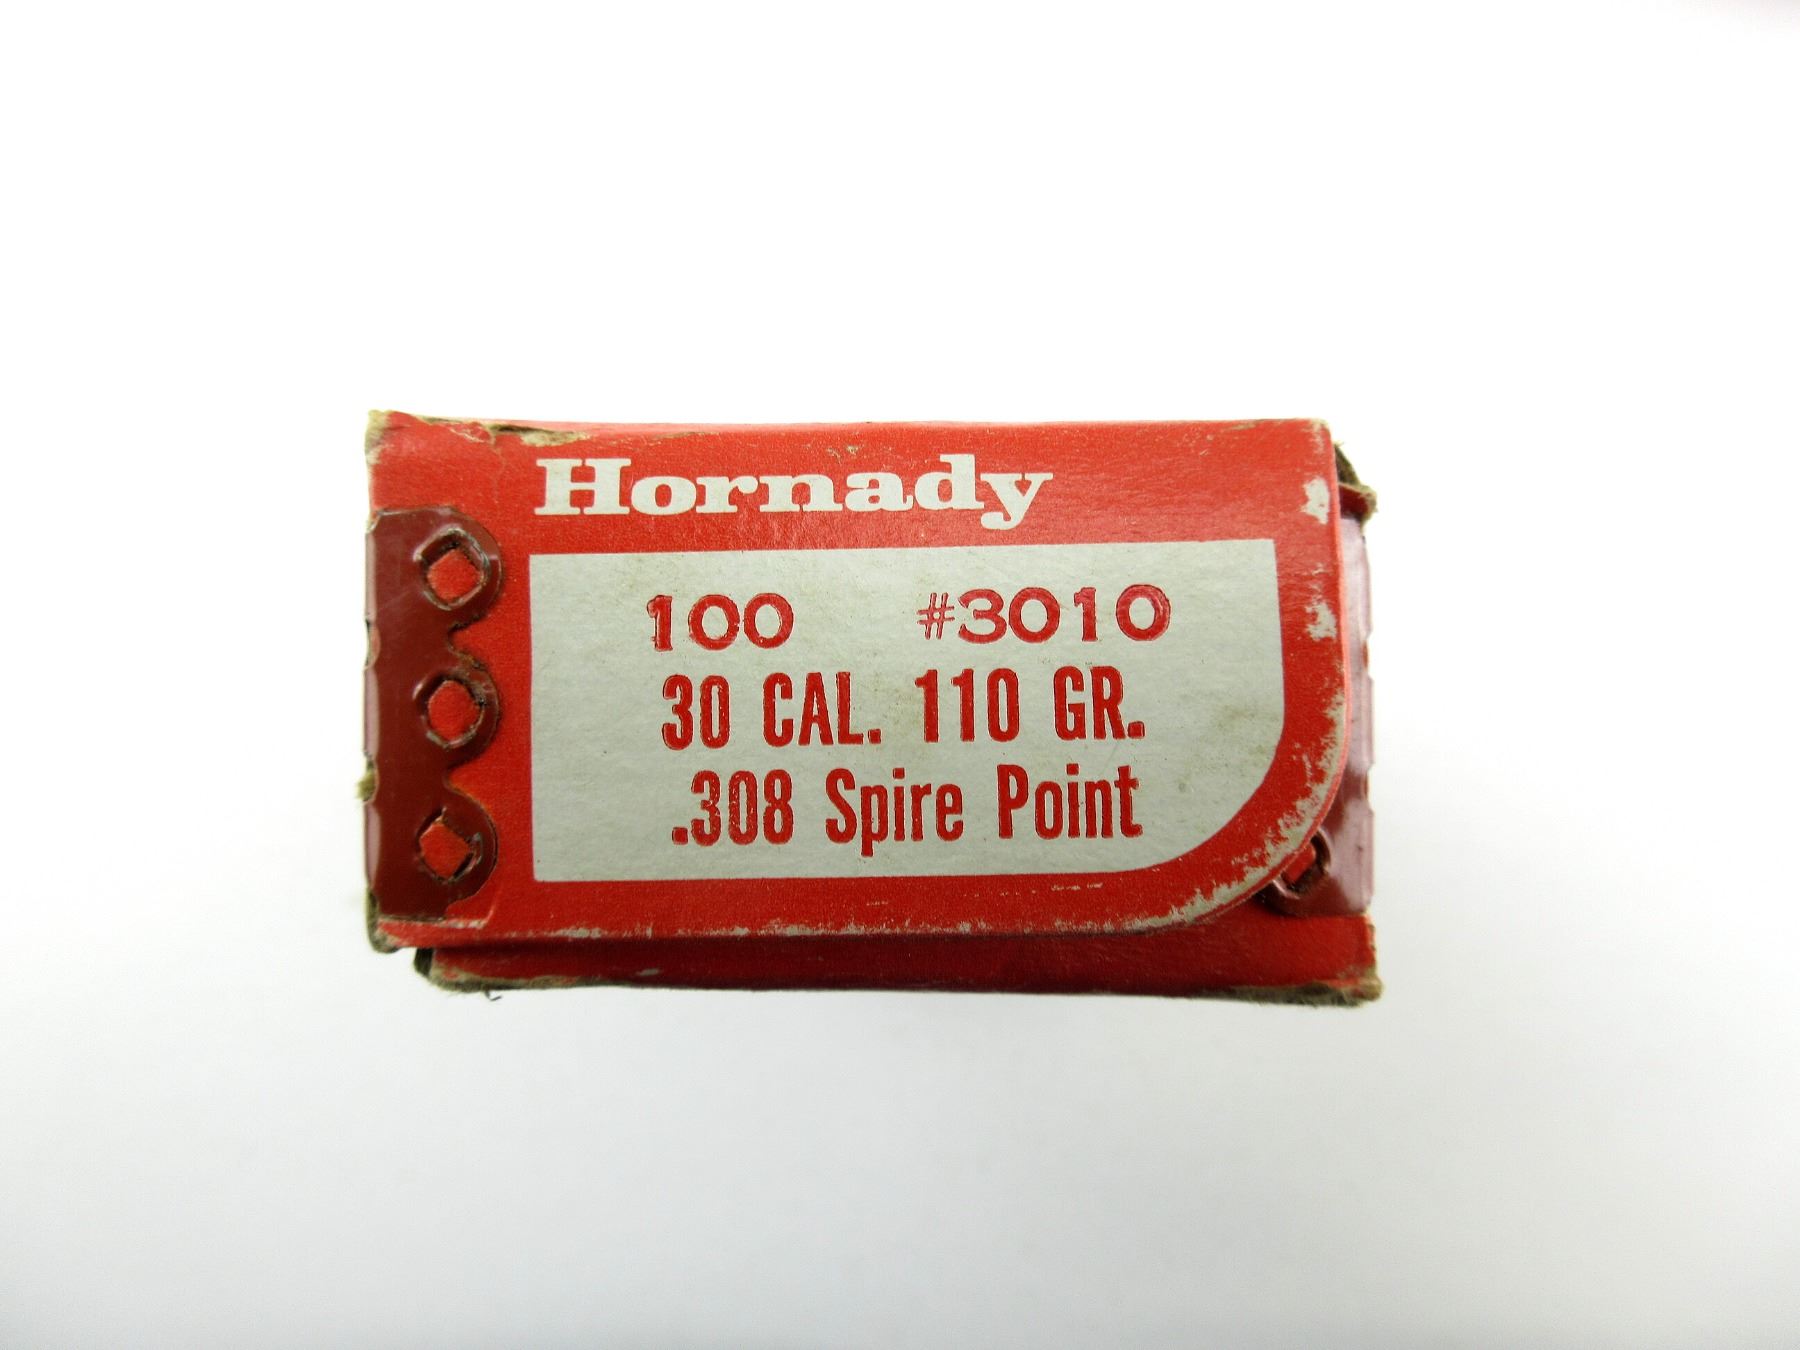 Hornady
100 #3010
30 CAL. 110 GR.
.308 Spire Point